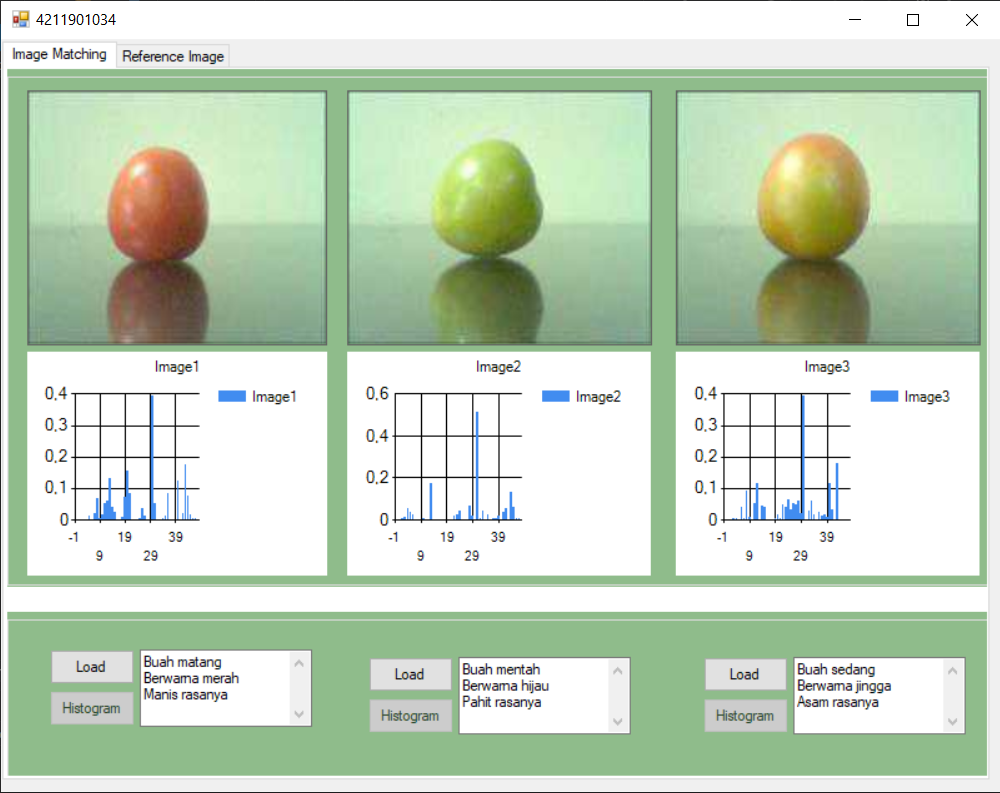 4211901034
Image Matching
Reference Image
Image1
0,4
0,3
0,2
0,1
0
-1
19
39
9
29
Image1
Image2
0,6
0,4
0,2
0
-1
19
39
9
29
Image2
Image3
0,4
0,3
0,2
0,1
0
-1
19
39
9
29
Image3
Load
Histogram
Buah matang
Berwarna merah
Manis rasanya
Load
Histogram
Buah mentah
Berwarna hijau
Pahit rasanya
Load
Histogram
Buah sedang
Berwarna jingga
Asam rasanya